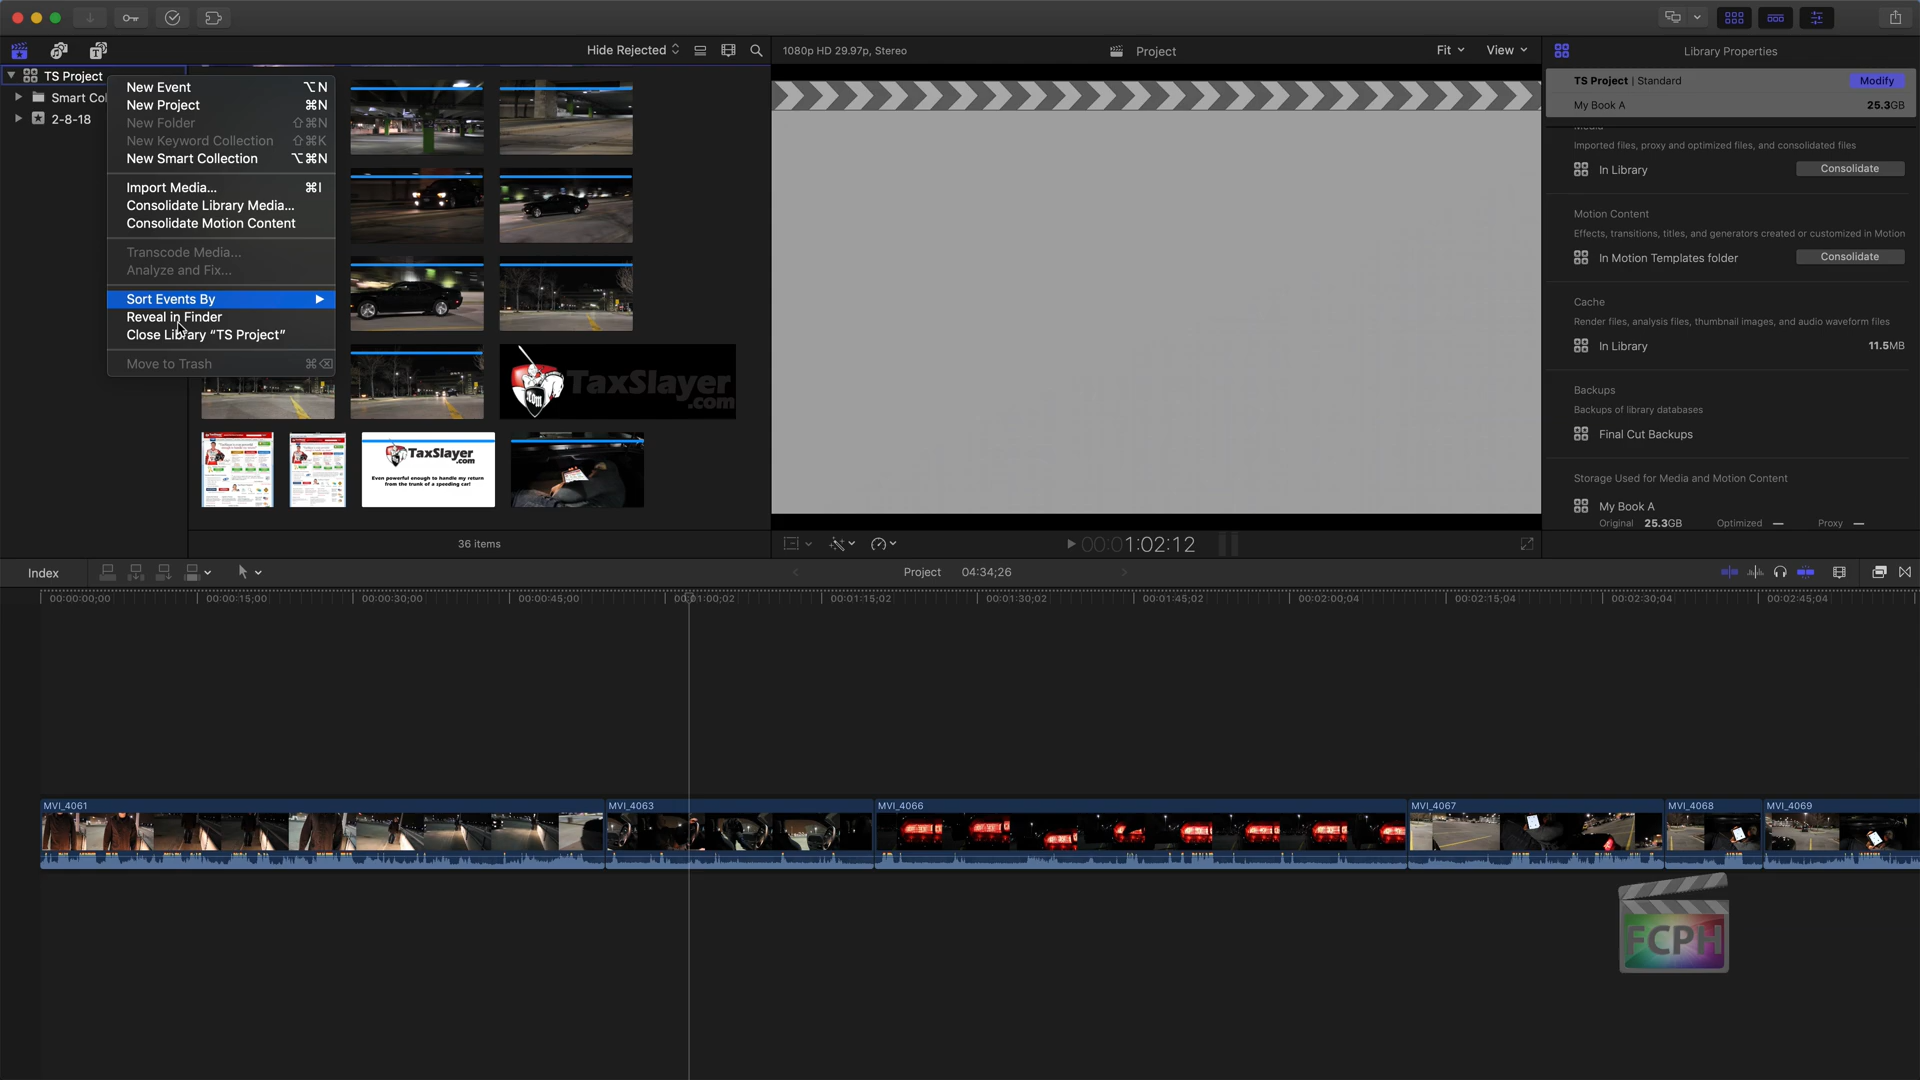 Hide Rejected
1080p HD 29.97p, Stereo
Project
Fit
View
Library Properties
TS Project
Smart Col
2-8-18
New Event ⌥N
New Project ⌘N
New Folder ⇧⌘N
New Keyword Collection ⇧⌘K
New Smart Collection ⌥⌘N
Import Media... ⌘I
Consolidate Library Media...
Consolidate Motion Content
Transcode Media...
Analyze and Fix...
Sort Events By
Reveal in Finder
Close Library “TS Project”
Move to Trash ⌘⌫
TaxSlayer
.com
TaxSlayer
.com
Even powerful enough to handle my return
from the trunk of a speeding car!
36 items
00:00:1:02:12
TS Project | Standard
Modify
My Book A 25.3GB
Media
Imported files, proxy and optimized files, and consolidated files
In Library
Consolidate
Motion Content
Effects, transitions, titles, and generators created or customized in Motion
In Motion Templates folder
Consolidate
Cache
Render files, analysis files, thumbnail images, and audio waveform files
In Library 11.5MB
Backups
Backups of library databases
Final Cut Backups
Storage Used for Media and Motion Content
My Book A
Original 25.3GB Optimized — Proxy —
Index
Project 04:34;26
00:00:00;00 00:00:15;00 00:00:30;00 00:00:45;00 00:01:00;02 00:01:15;02 00:01:30;02 00:01:45;02 00:02:00;04 00:02:15;04 00:02:30;04 00:02:45;04
MVI_4061 MVI_4063 MVI_4066 MVI_4067 MVI_4068 MVI_4069
FCPH